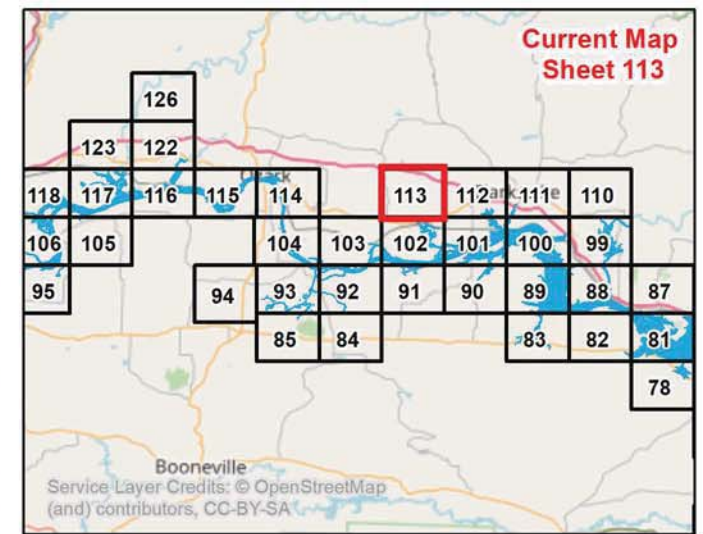 Current Map
Sheet 113
126
123 122
118 117 116 115 114 113 112 111 110
106 105 104 103 102 101 100 99
95 94 93 92 91 90 89 88 87
85 84 83 82 81
78
Booneville
Service Layer Credits: © OpenStreetMap
(and) contributors, CC-BY-SA